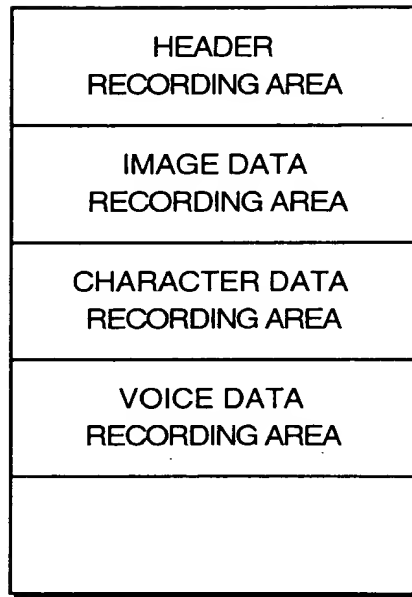 HEADER
RECORDING AREA
IMAGE DATA
RECORDING AREA
CHARACTER DATA
RECORDING AREA
VOICE DATA
RECORDING AREA